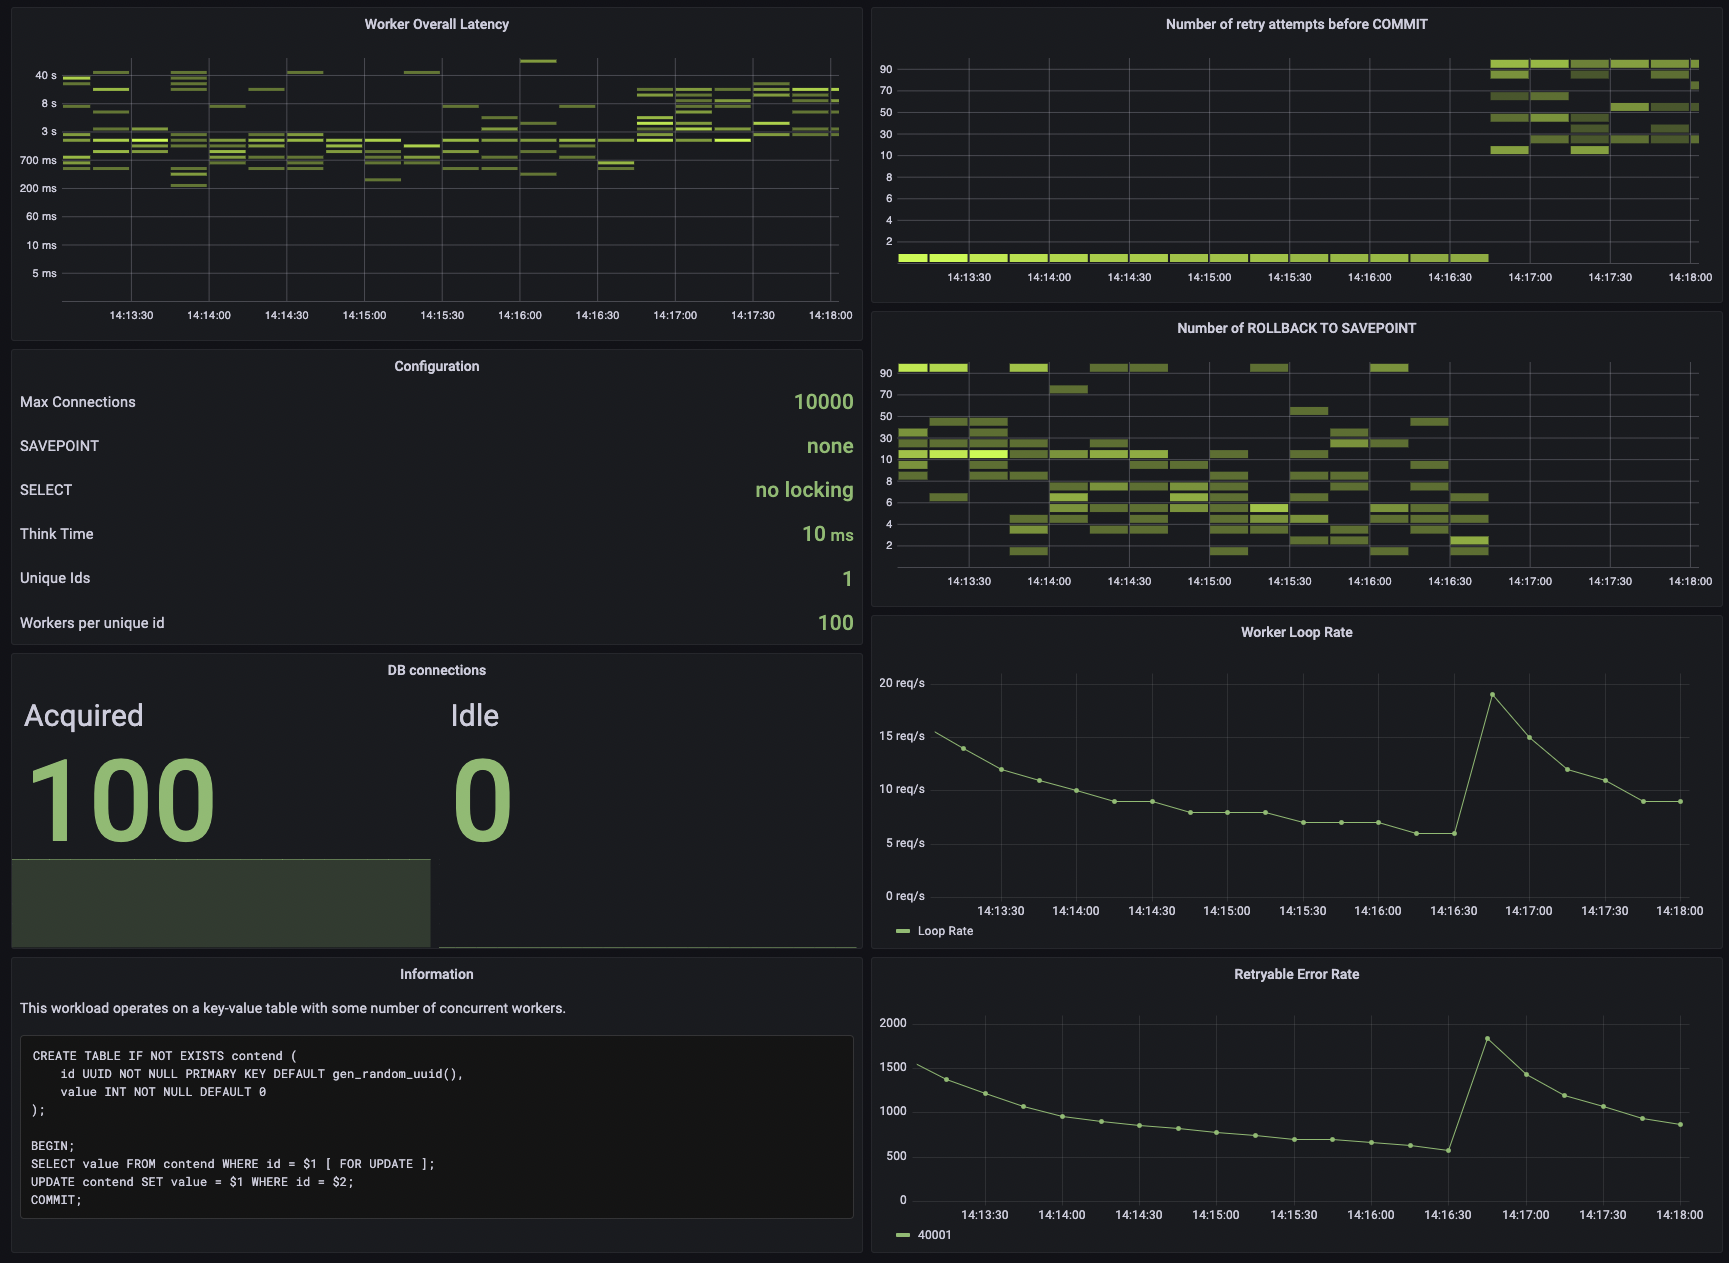 Worker Overall Latency
40 s
8 s
3 s
700 ms
200 ms
60 ms
10 ms
5 ms
14:13:30 14:14:00 14:14:30 14:15:00 14:15:30 14:16:00 14:16:30 14:17:00 14:17:30 14:18:00
Configuration
Max Connections 10000
SAVEPOINT none
SELECT no locking
Think Time 10 ms
Unique Ids 1
Workers per unique id 100
DB connections
Acquired Idle
100 0
Information
This workload operates on a key-value table with some number of concurrent workers.
CREATE TABLE IF NOT EXISTS contend (
    id UUID NOT NULL PRIMARY KEY DEFAULT gen_random_uuid(),
    value INT NOT NULL DEFAULT 0
);
BEGIN;
SELECT value FROM contend WHERE id = $1 [ FOR UPDATE ];
UPDATE contend SET value = $1 WHERE id = $2;
COMMIT;
Number of retry attempts before COMMIT
90
70
50
30
10
8
6
4
2
14:13:30 14:14:00 14:14:30 14:15:00 14:15:30 14:16:00 14:16:30 14:17:00 14:17:30 14:18:00
Number of ROLLBACK TO SAVEPOINT
90
70
50
30
10
8
6
4
2
14:13:30 14:14:00 14:14:30 14:15:00 14:15:30 14:16:00 14:16:30 14:17:00 14:17:30 14:18:00
Worker Loop Rate
20 req/s
15 req/s
10 req/s
5 req/s
0 req/s
14:13:30 14:14:00 14:14:30 14:15:00 14:15:30 14:16:00 14:16:30 14:17:00 14:17:30 14:18:00
Loop Rate
Retryable Error Rate
2000
1500
1000
500
0
14:13:30 14:14:00 14:14:30 14:15:00 14:15:30 14:16:00 14:16:30 14:17:00 14:17:30 14:18:00
40001